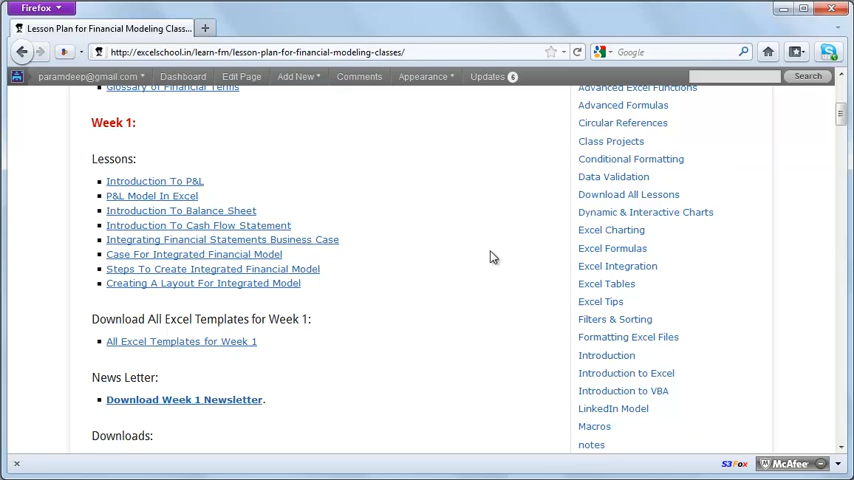 Firefox
Lesson Plan for Financial Modeling Class...
http://excelschool.in/learn-fm/lesson-plan-for-financial-modeling-classes/
Google
paramdeep@gmail.com Dashboard Edit Page Add New Comments Appearance Updates 6 Search
Glossary of Financial Terms
Week 1:
Lessons:
Introduction To P&L
P&L Model In Excel
Introduction To Balance Sheet
Introduction To Cash Flow Statement
Integrating Financial Statements Business Case
Case For Integrated Financial Model
Steps To Create Integrated Financial Model
Creating A Layout For Integrated Model
Download All Excel Templates for Week 1:
All Excel Templates for Week 1
News Letter:
Download Week 1 Newsletter.
Downloads:
Advanced Excel Functions
Advanced Formulas
Circular References
Class Projects
Conditional Formatting
Data Validation
Download All Lessons
Dynamic & Interactive Charts
Excel Charting
Excel Formulas
Excel Integration
Excel Tables
Excel Tips
Filters & Sorting
Formatting Excel Files
Introduction
Introduction to Excel
Introduction to VBA
LinkedIn Model
Macros
notes
S3Fox McAfee